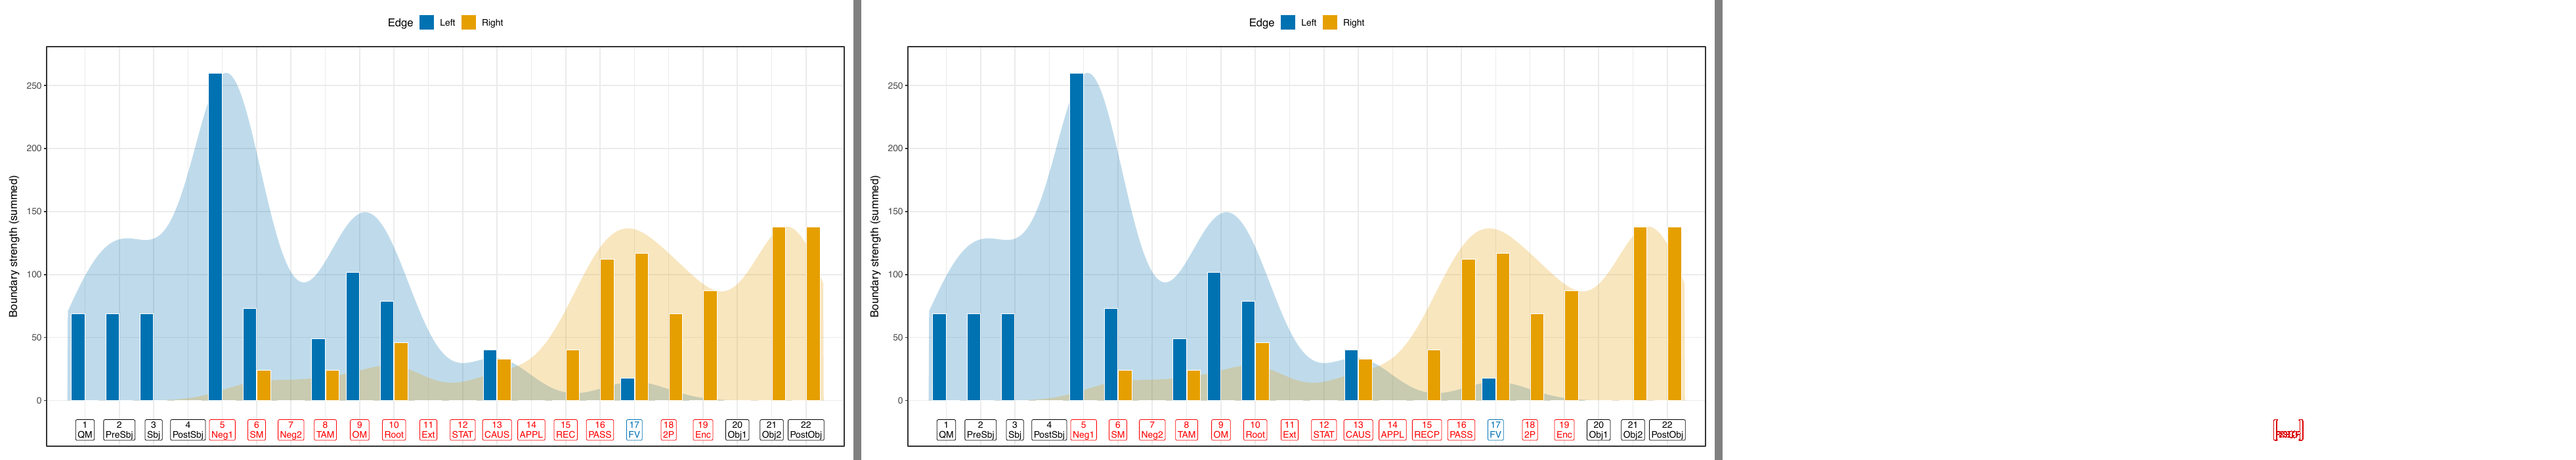 Edge Left Right
Boundary strength (summed)
250
200
150
100
50
0
1 2 3 4 5 6 7 8 9 10 11 12 13 14 15 16 17 18 19 20 21 22
QM PreSbj Sbj PostSbj Neg1 SM Neg2 TAM OM Root Ext STAT CAUS APPL REC PASS FV 2P Enc Obj1 Obj2 PostObj
Edge Left Right
Boundary strength (summed)
250
200
150
100
50
0
1 2 3 4 5 6 7 8 9 10 11 12 13 14 15 16 17 18 19 20 21 22
QM PreSbj Sbj PostSbj Neg1 SM Neg2 TAM OM Root Ext STAT CAUS APPL RECP PASS FV 2P Enc Obj1 Obj2 PostObj